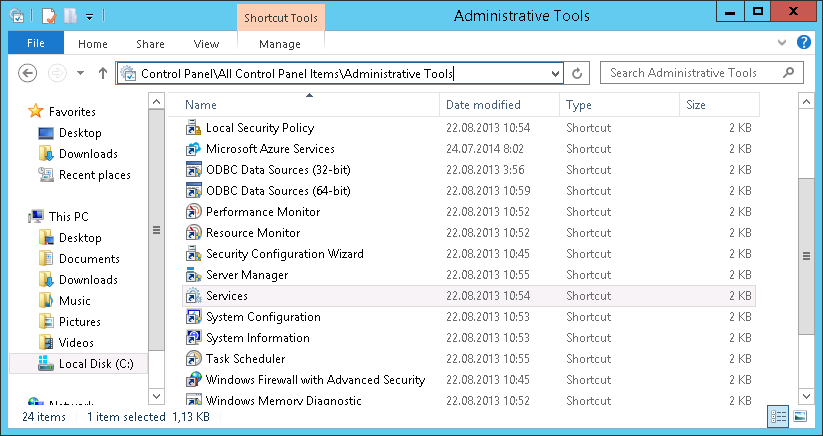 Shortcut Tools
Administrative Tools
File Home Share View Manage
Control Panel\All Control Panel Items\Administrative Tools
Search Administrative Tools
Name Date modified Type Size
Favorites
Desktop
Downloads
Recent places
This PC
Desktop
Documents
Downloads
Music
Pictures
Videos
Local Disk (C:)
Network
Local Security Policy 22.08.2013 10:54 Shortcut 2 KB
Microsoft Azure Services 24.07.2014 8:02 Shortcut 2 KB
ODBC Data Sources (32-bit) 22.08.2013 3:56 Shortcut 2 KB
ODBC Data Sources (64-bit) 22.08.2013 10:59 Shortcut 2 KB
Performance Monitor 22.08.2013 10:52 Shortcut 2 KB
Resource Monitor 22.08.2013 10:52 Shortcut 2 KB
Security Configuration Wizard 22.08.2013 10:45 Shortcut 2 KB
Server Manager 22.08.2013 10:55 Shortcut 2 KB
Services 22.08.2013 10:54 Shortcut 2 KB
System Configuration 22.08.2013 10:53 Shortcut 2 KB
System Information 22.08.2013 10:53 Shortcut 2 KB
Task Scheduler 22.08.2013 10:55 Shortcut 2 KB
Windows Firewall with Advanced Security 22.08.2013 10:45 Shortcut 2 KB
Windows Memory Diagnostic 22.08.2013 10:52 Shortcut 2 KB
24 items 1 item selected 1,13 KB